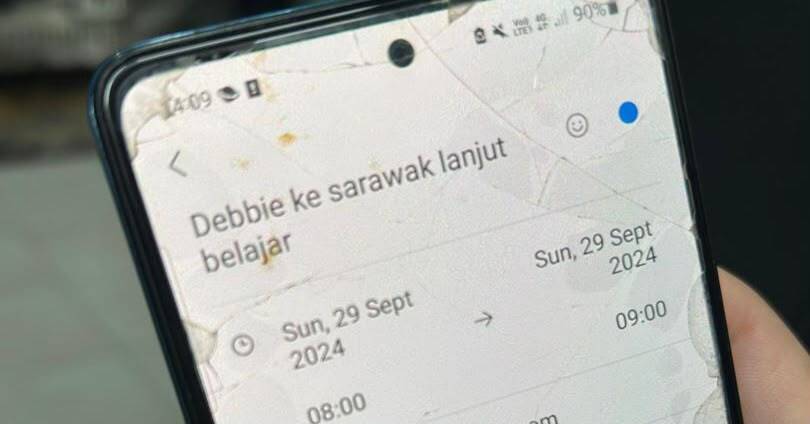 14:09 90%
Debbie ke sarawak lanjut
belajar
Sun, 29 Sept
2024
08:00
Sun, 29 Sept
2024
09:00